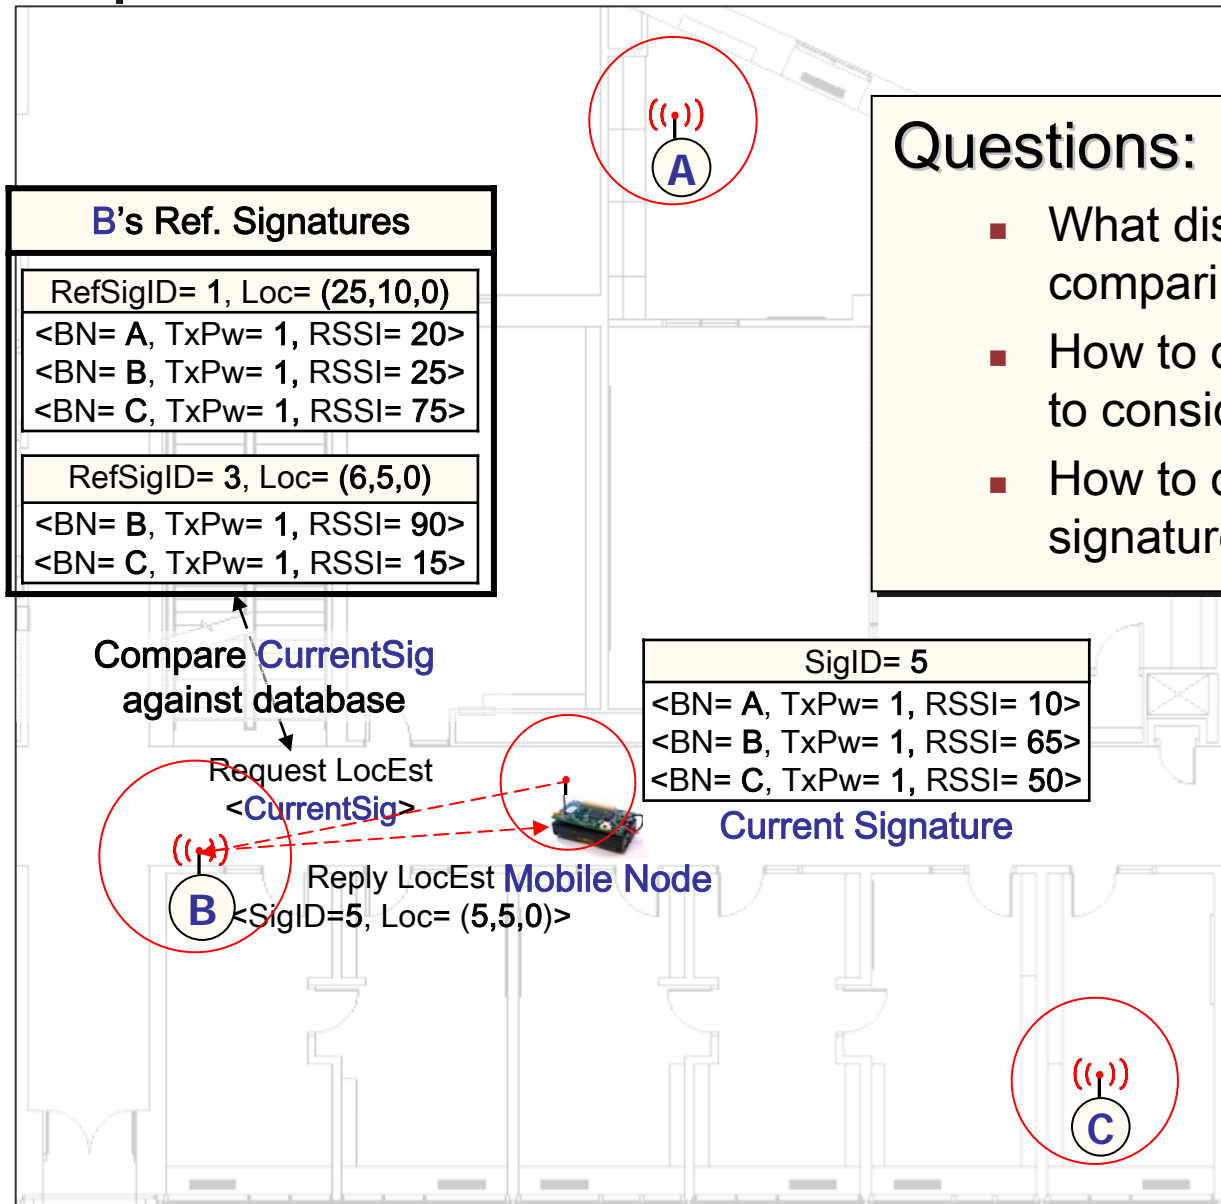 A
Questions:
What
compari
How to
to consi
How to
signature
B's Ref. Signatures
RefSigID= 1, Loc= (25,10,0)
<BN= A, TxPw= 1, RSSI= 20>
<BN= B, TxPw= 1, RSSI= 25>
<BN= C, TxPw= 1, RSSI= 75>
RefSigID= 3, Loc= (6,5,0)
<BN= B, TxPw= 1, RSSI= 90>
<BN= C, TxPw= 1, RSSI= 15>
Compare CurrentSig
against database
Request LocEst
<CurrentSig>
SigID= 5
<BN= A, TxPw= 1, RSSI= 10>
<BN= B, TxPw= 1, RSSI= 65>
<BN= C, TxPw= 1, RSSI= 50>
Current Signature
Mobile Node
Reply LocEst
<SigID=5, Loc= (5,5,0)>
B
C